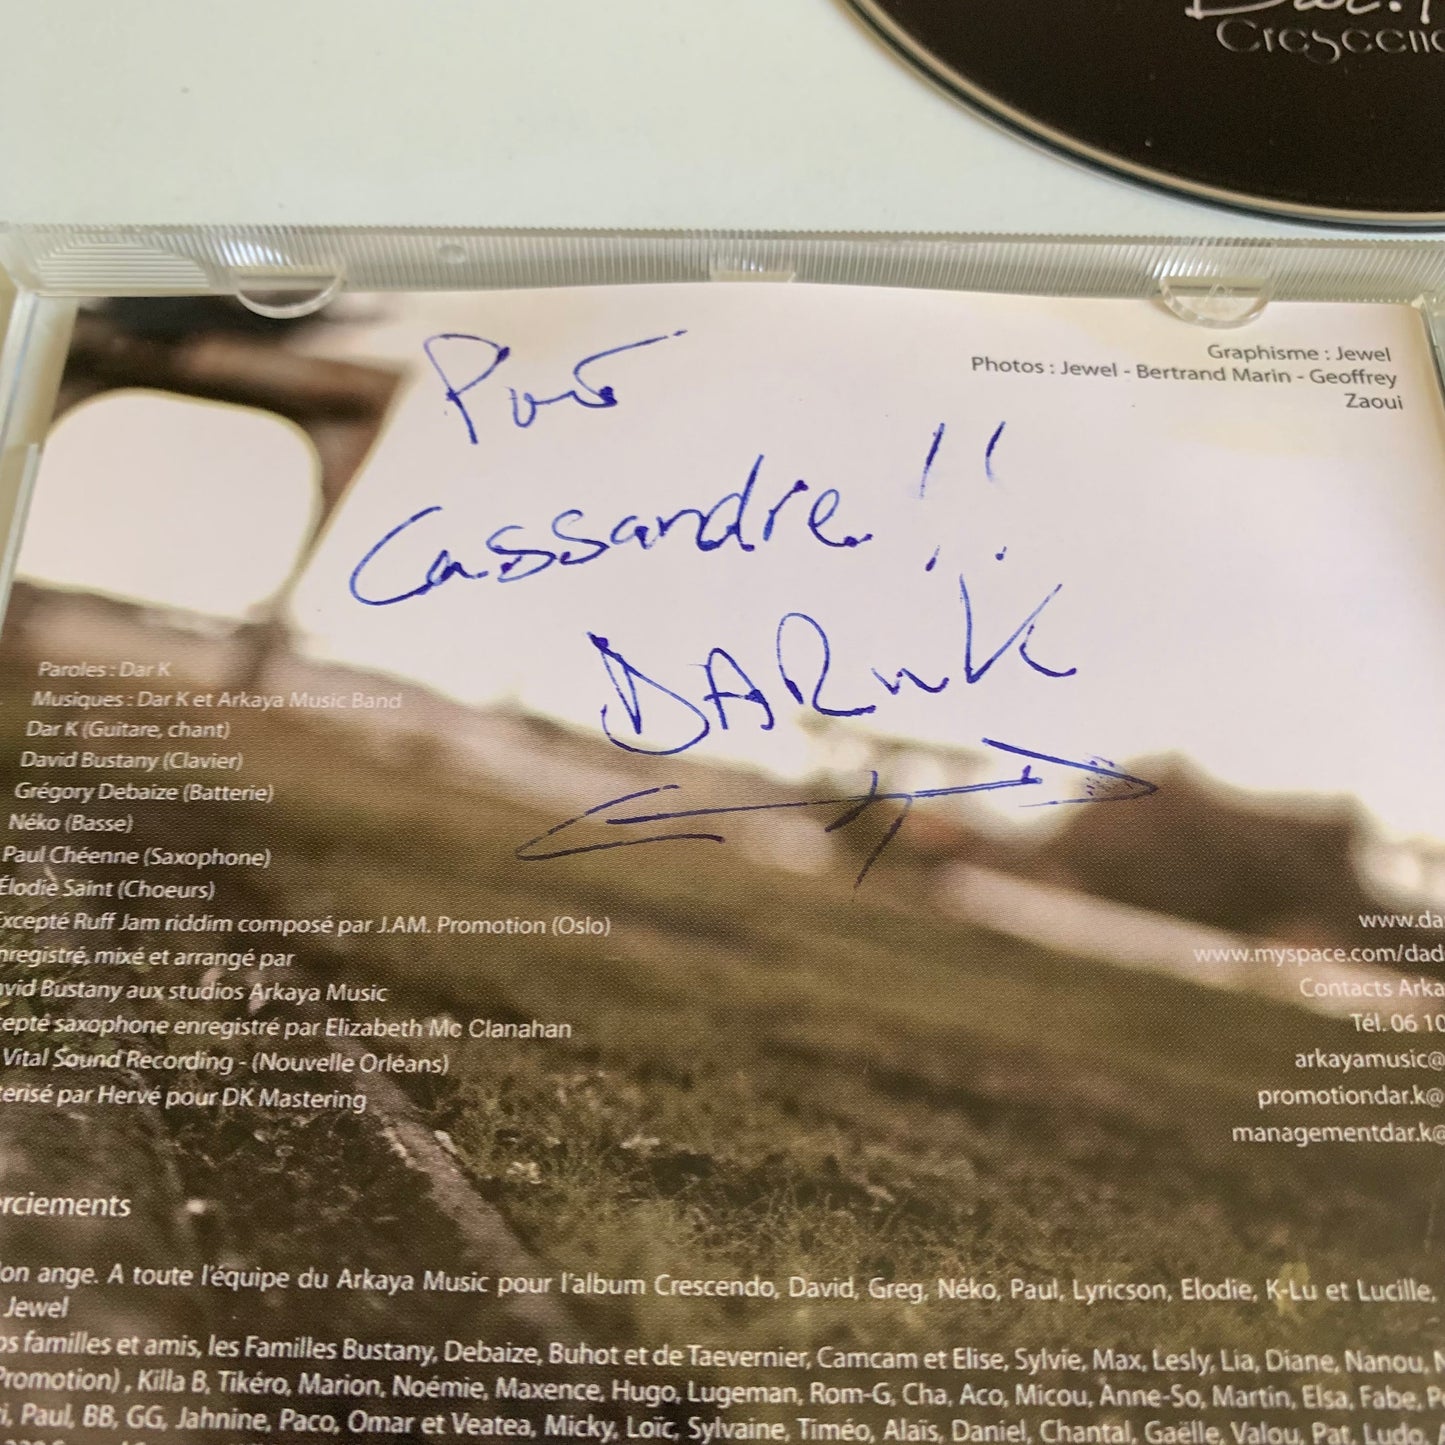 Crescen
Graphisme : Jewel
Photos : Jewel - Bertrand Marin - Geoffrey
Zaoui
Pour
Cassandre !!
Paroles : Dar K
Musiques : Dar K et Arkaya Music Band
Dar K (Guitare, chant)
David Bustany (Clavier)
Grégory Debaize (Batterie)
Néko (Basse)
Paul Chéenne (Saxophone)
Élodie Saint (Choeurs)
xcepté Ruff Jam riddim composé par J.AM. Promotion (Oslo)
nregistré, mixé et arrangé par
vid Bustany aux studios Arkaya Music
cepté saxophone enregistré par Elizabeth Mc Clanahan
Vital Sound Recording - (Nouvelle Orléans)
terisé par Hervé pour DK Mastering
www.da
www.myspace.com/dad
Contacts Arka
Tél. 06 10
arkayamusic@
promotiondar.k@
managementdar.k@
rciements
on ange. A toute l'équipe du Arkaya Music pour l'album Crescendo, David, Greg, Néko, Paul, Lyricson, Elodie, K-Lu et Lucille,
Jewel
os familles et amis, les Familles Bustany, Debaize, Buhot et de Taevernier, Camcam et Elise, Sylvie, Max, Lesly, Lia, Diane, Nanou,
Promotion) , Killa B, Tikéro, Marion, Noémie, Maxence, Hugo, Lugeman, Rom-G, Cha, Aco, Micou, Anne-So, Martin, Elsa, Fabe,
i, Paul, BB, GG, Jahnine, Paco, Omar et Veatea, Micky, Loïc, Sylvaine, Timéo, Alaïs, Daniel, Chantal, Gaëlle, Valou, Pat, Ludo,